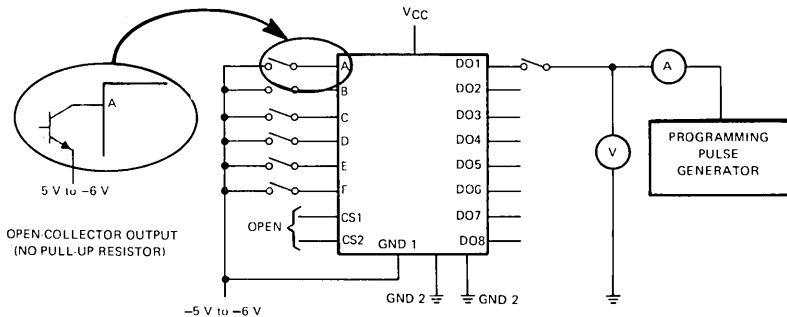 VCC
A
B
C
D
E
F
CS1
CS2
OPEN
GND 1
DO1
DO2
DO3
DO4
DO5
DO6
DO7
DO8
GND 2
GND 2
A
V
PROGRAMMING
PULSE
GENERATOR
A
5 V to −6 V
OPEN-COLLECTOR OUTPUT
(NO PULL-UP RESISTOR)
−5 V to −6 V